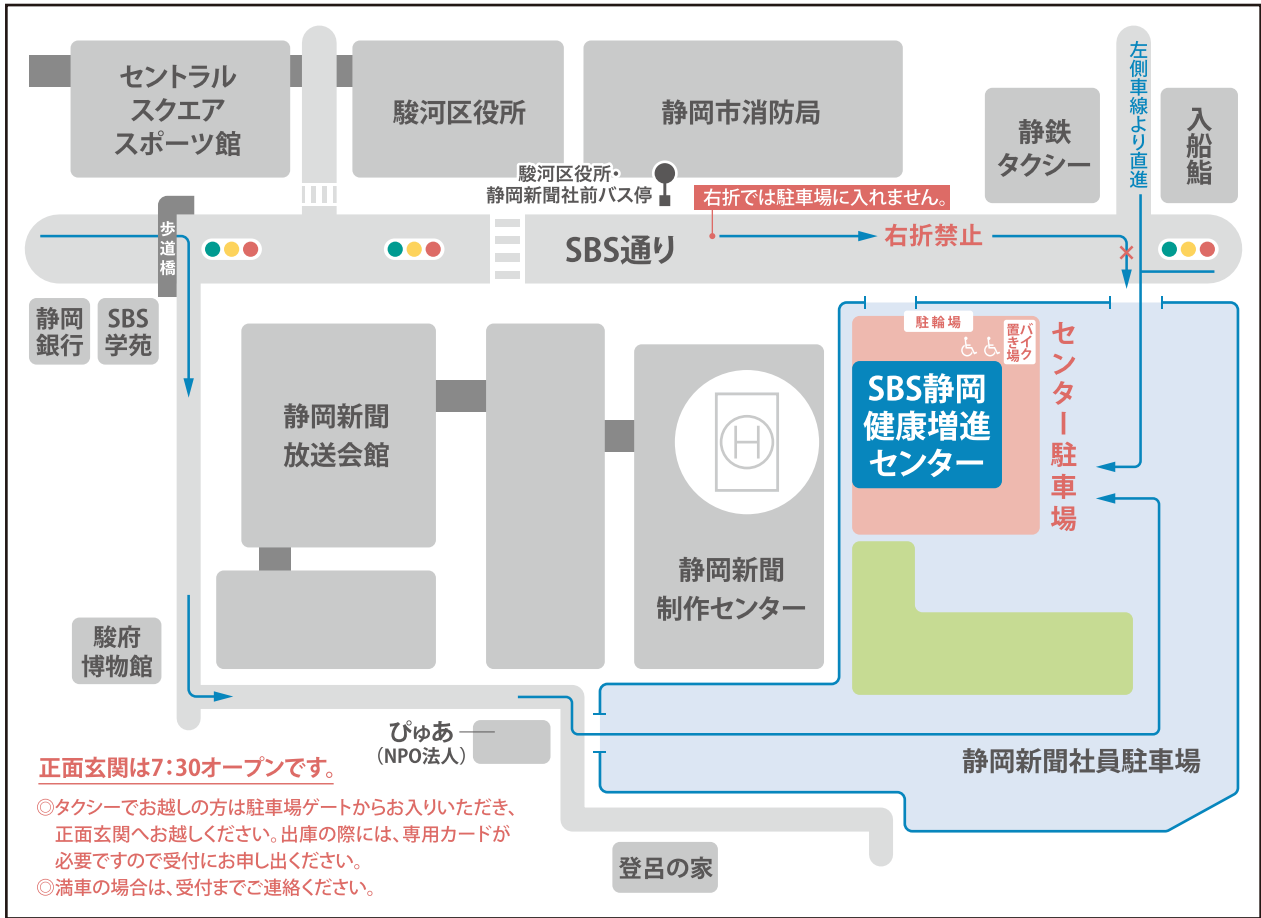 セントラル
スクエア
スポーツ館
駿河区役所
静岡市消防局
静鉄
タクシー
左側車線より直進
入船鮨
駿河区役所・
静岡新聞社前バス停
右折では駐車場に入れません。
歩道橋
SBS通り
右折禁止
静岡
銀行
SBS
学苑
駐輪場
バイク
置き場
センター駐車場
SBS静岡
健康増進
センター
静岡新聞
放送会館
H
静岡新聞
制作センター
駿府
博物館
ぴゅあ
(NPO法人)
静岡新聞社員駐車場
正面玄関は7:30オープンです。
◎タクシーでお越しの方は駐車場ゲートからお入りいただき、
正面玄関へお越しください。出庫の際には、専用カードが
必要ですので受付にお申し出ください。
◎満車の場合は、受付までご連絡ください。
登呂の家